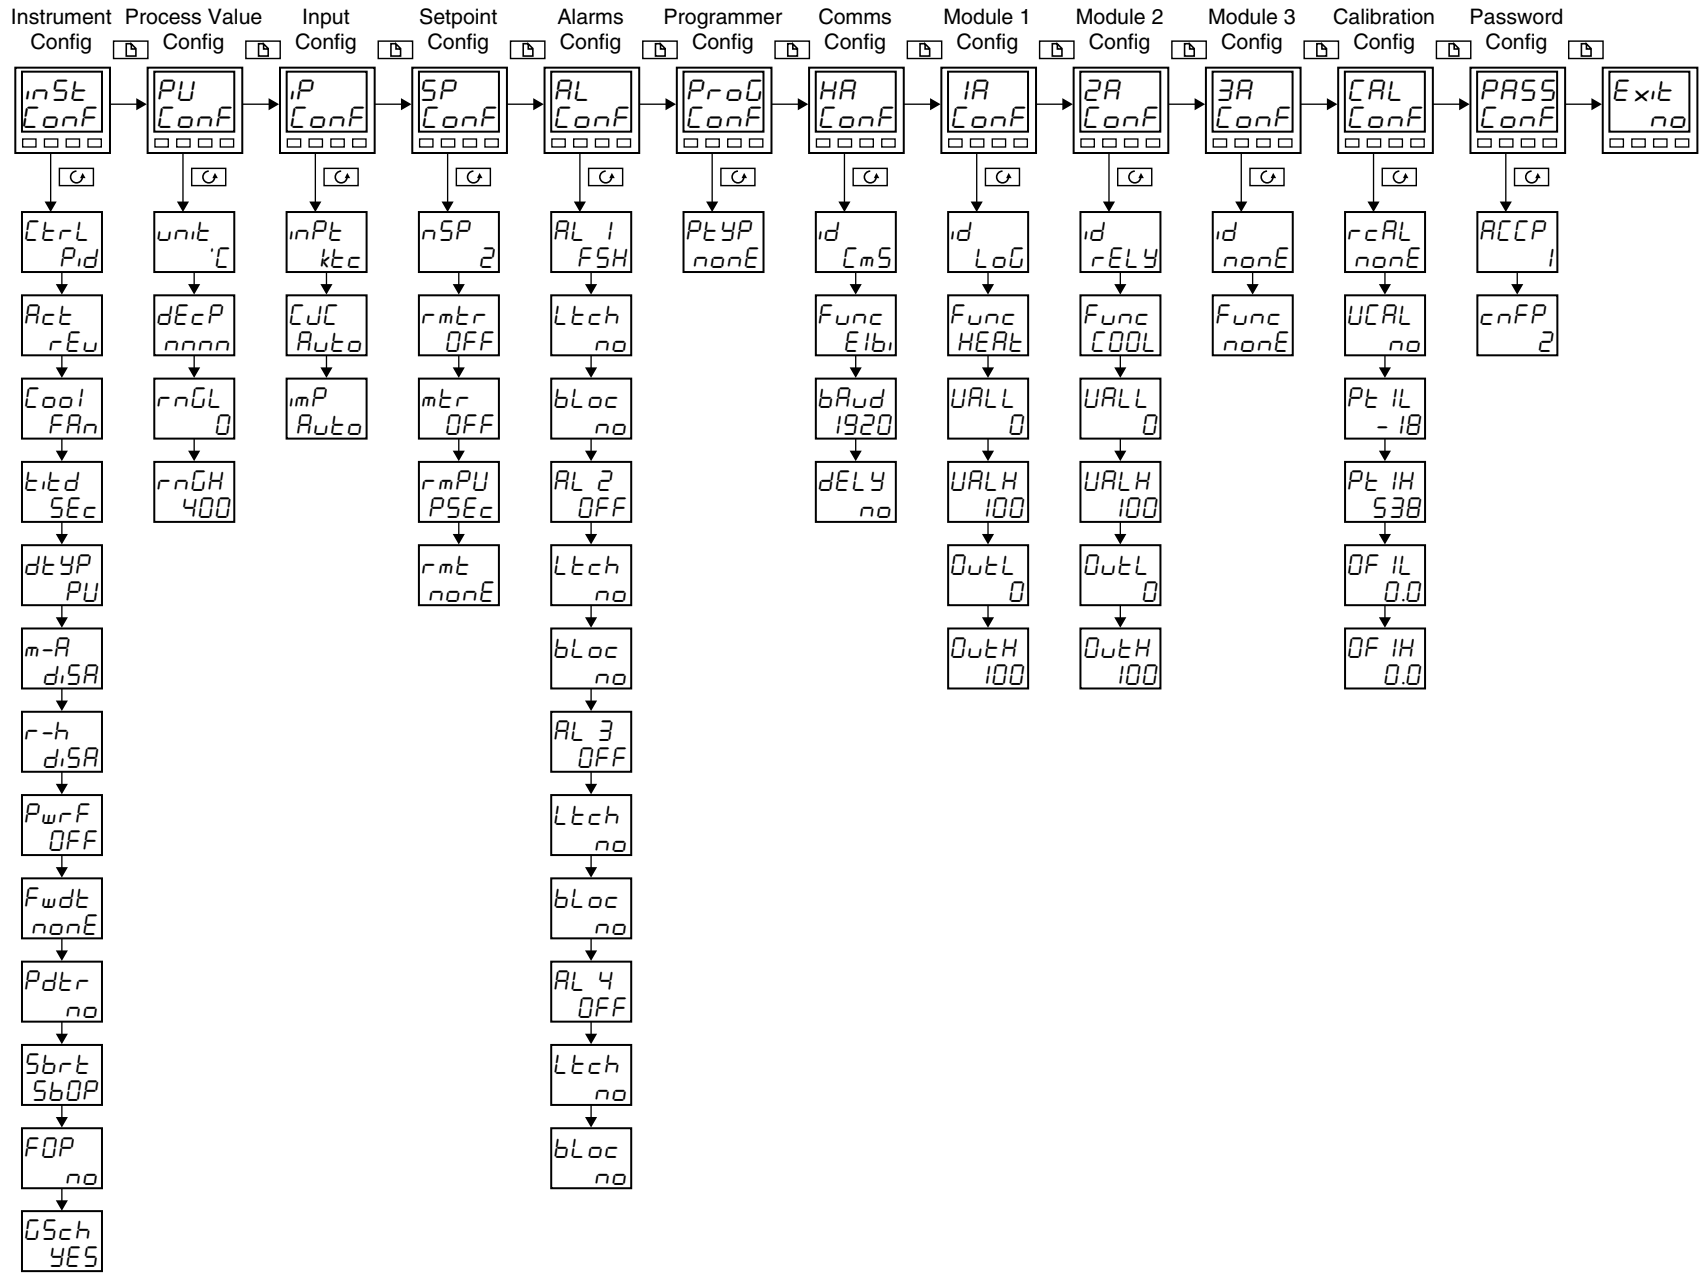 Instrument
Config
Process Value
Config
Input
Config
Setpoint
Config
Alarms
Config
Programmer
Config
Comms
Config
Module 1
Config
Module 2
Config
Module 3
Config
Calibration
Config
Password
Config
inSt
ConF
PV
ConF
iP
ConF
SP
ConF
AL
ConF
ProG
ConF
HA
ConF
1A
ConF
2A
ConF
3A
ConF
CAL
ConF
PASS
ConF
Exit
no
CtrL
Pid
Act
rEv
Cool
FAn
titd
SEc
dtYP
PV
m-A
diSA
r-h
diSA
PwrF
OFF
Fwdt
nonE
Pdtr
no
Sbrt
SbOP
FOP
no
GSch
YES
unit
°C
dEcP
nnnn
rnGL
0
rnGH
400
inPt
ktc
CJC
Auto
imP
Auto
nSP
2
rmtr
OFF
mtr
OFF
rmPV
PSEc
rmt
nonE
AL 1
FSH
Ltch
no
bLoc
no
AL 2
OFF
Ltch
no
bLoc
no
AL 3
OFF
Ltch
no
bLoc
no
AL 4
OFF
Ltch
no
bLoc
no
PtYP
nonE
id
CmS
Func
EIbi
bAud
1920
dELY
no
id
LoG
Func
HEAt
VALL
0
VALH
100
OutL
0
OutH
100
id
rELY
Func
COOL
VALL
0
VALH
100
OutL
0
OutH
100
id
nonE
Func
nonE
rcAL
nonE
UCAL
no
Pt 1L
-18
Pt 1H
538
OF 1L
0.0
OF 1H
0.0
ACCP
1
cnFP
2